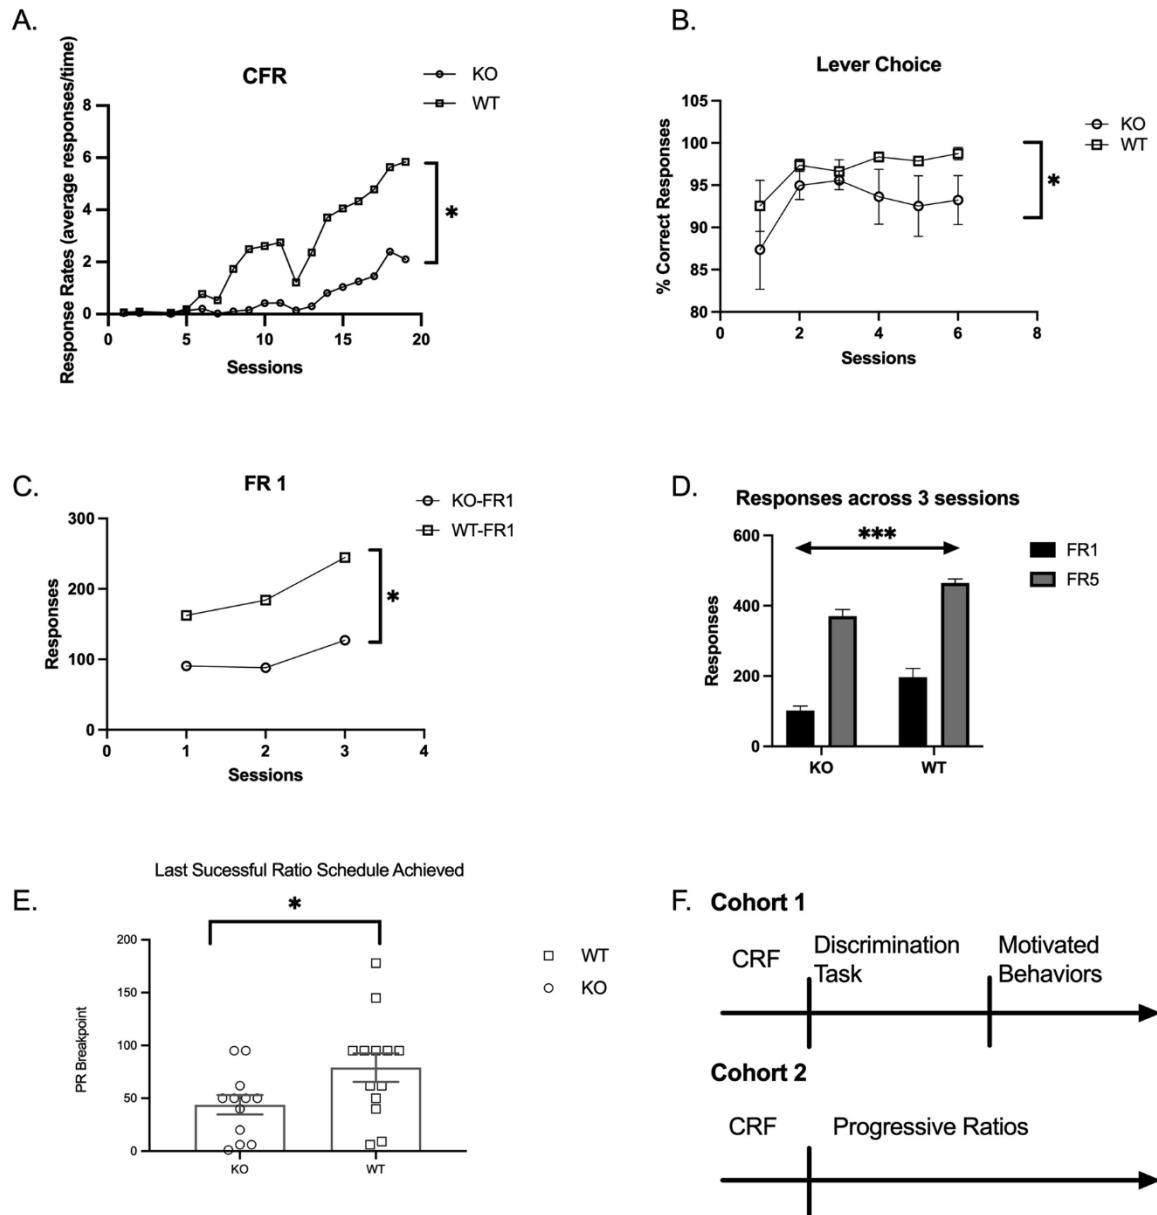 A.
CFR
KO
WT
Response Rates (average responses/time)
8
6
4
2
0
0 5 10 15 20
Sessions
*
B.
Lever Choice
KO
WT
% Correct Responses
105
100
95
90
85
80
0 2 4 6 8
Sessions
*
C.
FR 1
KO-FR1
WT-FR1
Responses
300
200
100
0
0 1 2 3 4
Sessions
*
D.
Responses across 3 sessions
***
FR1
FR5
Responses
600
400
200
0
KO WT
E.
Last Sucessful Ratio Schedule Achieved
*
WT
KO
PR Breakpoint
200
150
100
50
0
KO WT
F.
Cohort 1
CRF
Discrimination
Task
Motivated
Behaviors
Cohort 2
CRF
Progressive Ratios